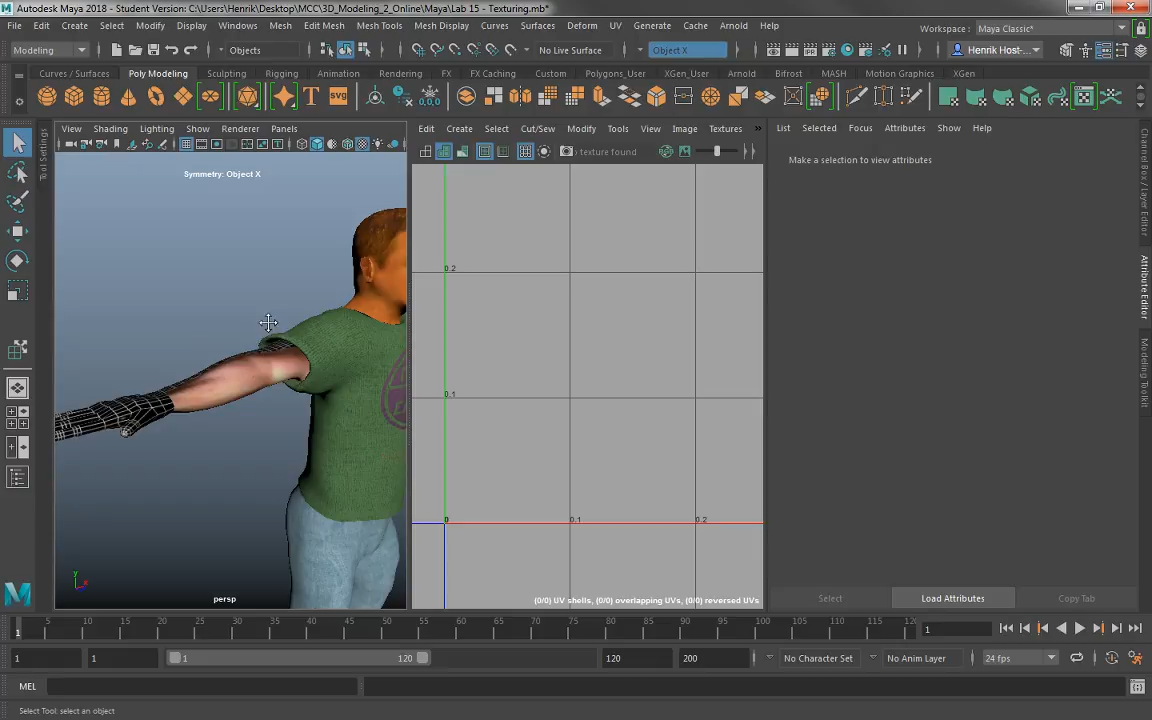 Autodesk Maya 2018 - Student Version: C:\Users\Henrik\Desktop\MCC\3D_Modeling_2_Online\Maya\Lab 15 - Texturing.mb*
File Edit Create Select Modify Display Windows Mesh Edit Mesh Mesh Tools Mesh Display Curves Surfaces Deform UV Generate Cache Arnold Help Workspace : Maya Classic*
Modeling Objects No Live Surface Object X Henrik Host-...
Curves / Surfaces Poly Modeling Sculpting Rigging Animation Rendering FX FX Caching Custom Polygons_User Arnold Bifrost MASH Motion Graphics XGen_User XGen
T SVG 0,0,0
View Shading Lighting Show Renderer Panels Edit Create Select Cut/Sew Modify Tools View Image Textures » List Selected Focus Attributes Show Help
texture found
Make a selection to view attributes
Symmetry: Object X
Tool Settings
Channel Box / Layer Editor
Attribute Editor
Modeling Toolkit
0.2
0.1
0 0.1 0.2
y
x
persp
(0/0) UV shells, (0/0) overlapping UVs, (0/0) reversed UVs
Select Load Attributes Copy Tab
1 5 10 15 20 25 30 35 40 45 50 55 60 65 70 75 80 85 90 95 100 105 110 115 120 1
1 1 1 120 120 200 No Character Set No Anim Layer 24 fps
MEL
Select Tool: select an object